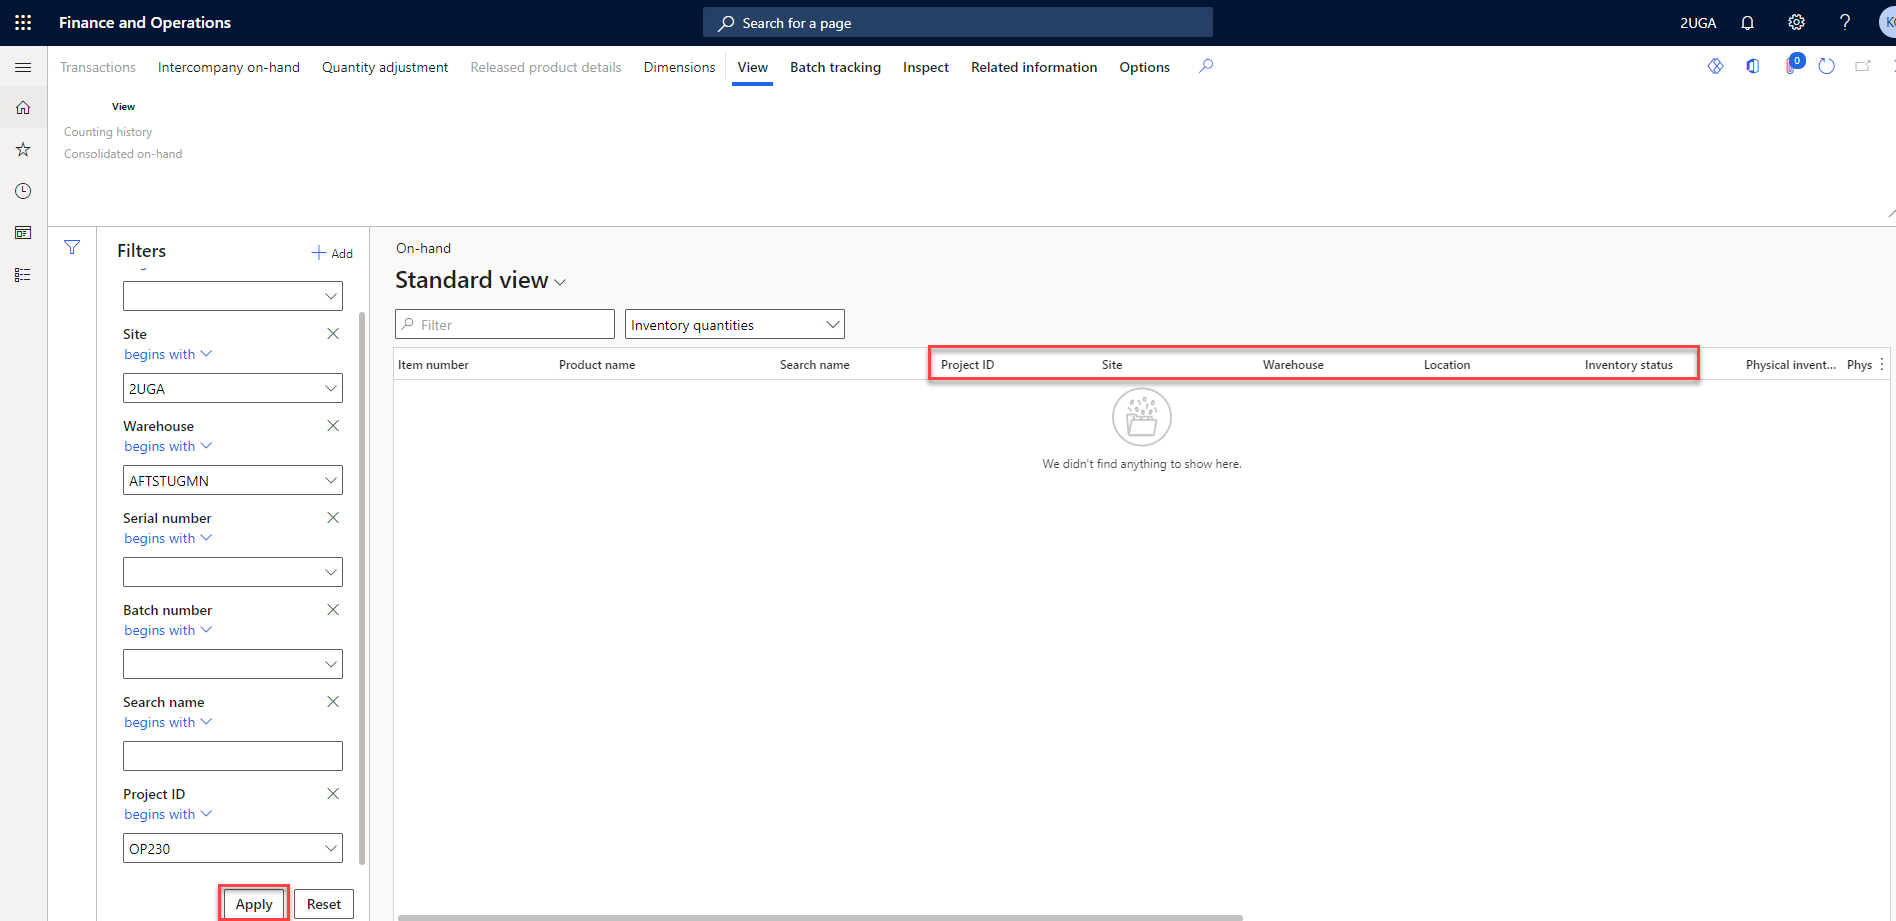 Finance and Operations
Search for a page
2UGA
Transactions
Intercompany on-hand
Quantity adjustment
Released product details
Dimensions
View
Batch tracking
Inspect
Related information
Options
0
View
Counting history
Consolidated on-hand
Filters
Add
Site
begins with
2UGA
Warehouse
begins with
AFTSTUGMN
Serial number
begins with
Batch number
begins with
Search name
begins with
Project ID
begins with
OP230
Apply
Reset
On-hand
Standard view
Filter
Inventory quantities
Item number
Product name
Search name
Project ID
Site
Warehouse
Location
Inventory status
Physical invent...
Phys
We didn't find anything to show here.